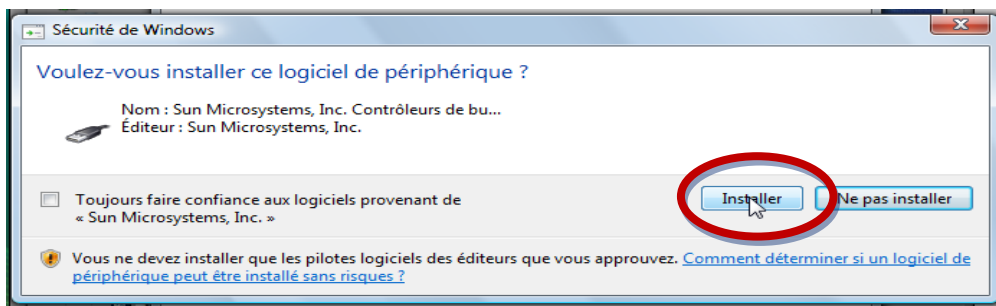 Sécurité de Windows
Voulez-vous installer ce logiciel de périphérique ?
Nom : Sun Microsystems, Inc. Contrôleurs de bu...
Éditeur : Sun Microsystems, Inc.
Toujours faire confiance aux logiciels provenant de
« Sun Microsystems, Inc. »
Installer
Ne pas installer
Vous ne devez installer que les pilotes logiciels des éditeurs que vous approuvez. Comment déterminer si un logiciel de
périphérique peut être installé sans risques ?